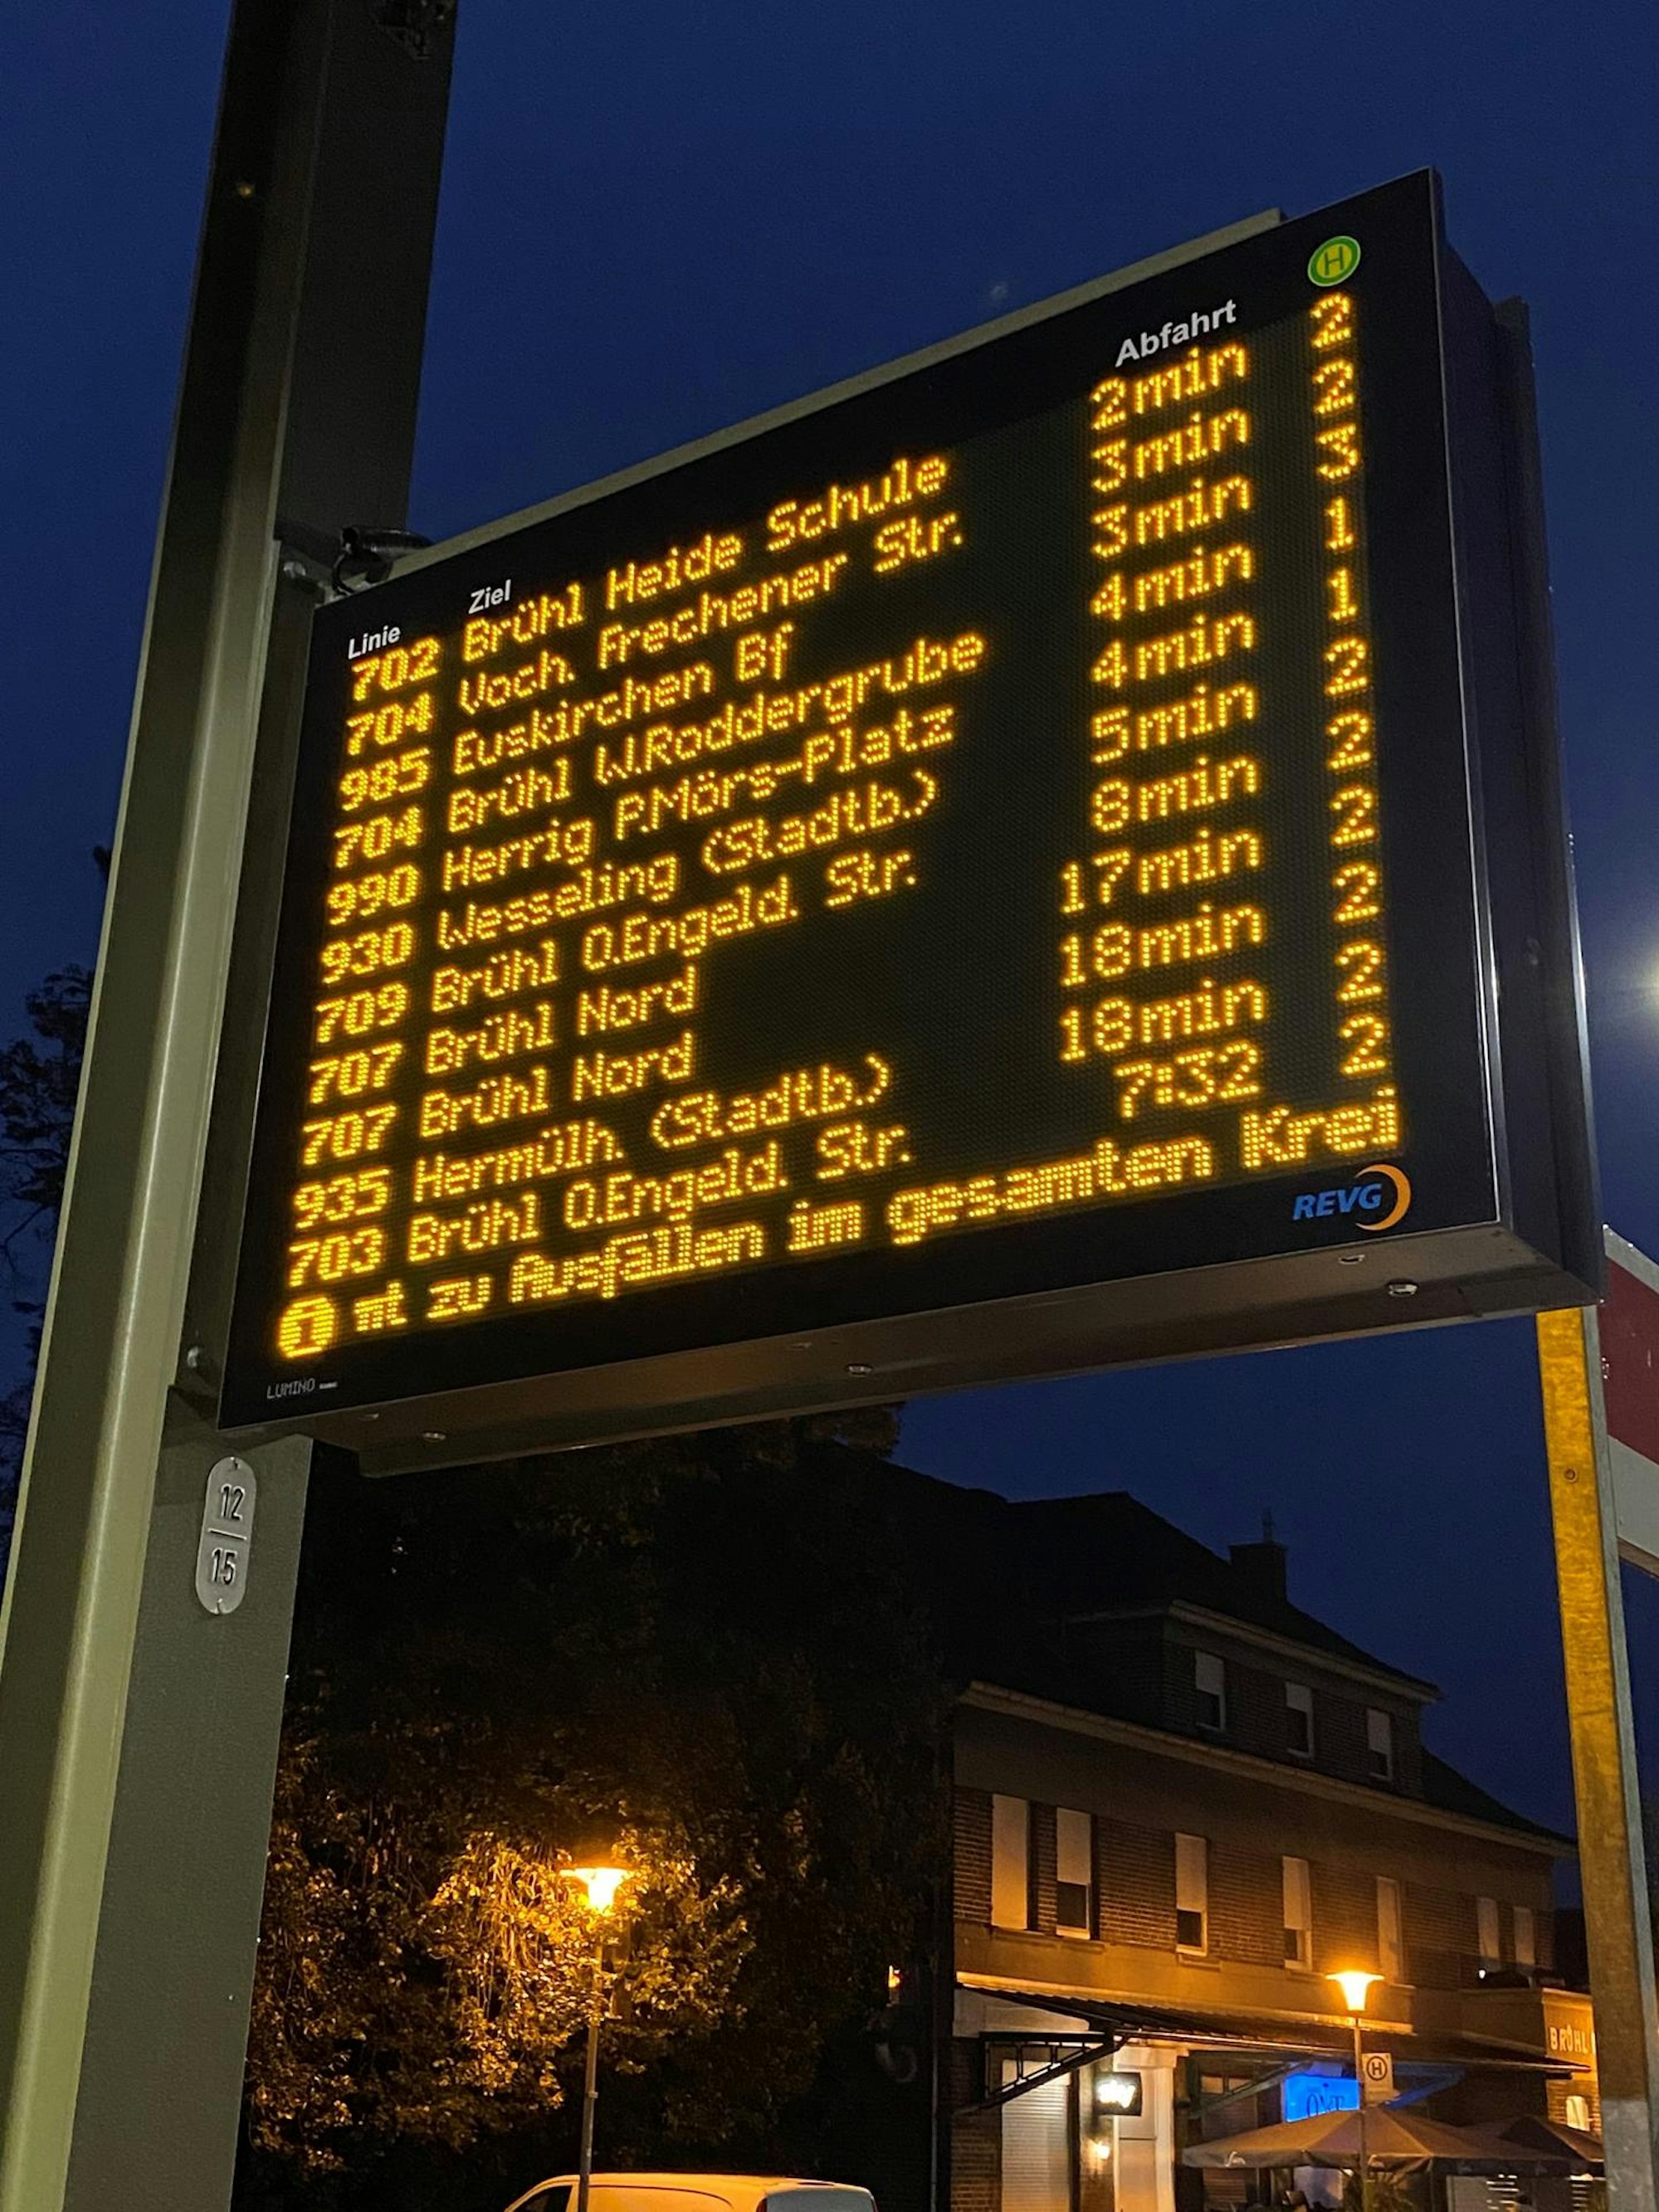 H
Linie Ziel Abfahrt
702 Brühl Heide Schule 2min 2
704 Voch. Frechener Str. 3min 2
985 Euskirchen Bf 3min 3
704 Brühl W.Roddergrube 4min 1
990 Herrig P.Mörs-Platz 4min 1
930 Wesseling (Stadtb.) 5min 2
709 Brühl O.Engeld. Str. 8min 2
707 Brühl Nord 17min 2
707 Brühl Nord 18min 2
935 Hermülh. (Stadtb.) 18min 2
703 Brühl O.Engeld. Str. 7:32 2
i mt zu Ausfällen im gesamten Krei
REVG
LUMINO
12
15
BRÜHL
H